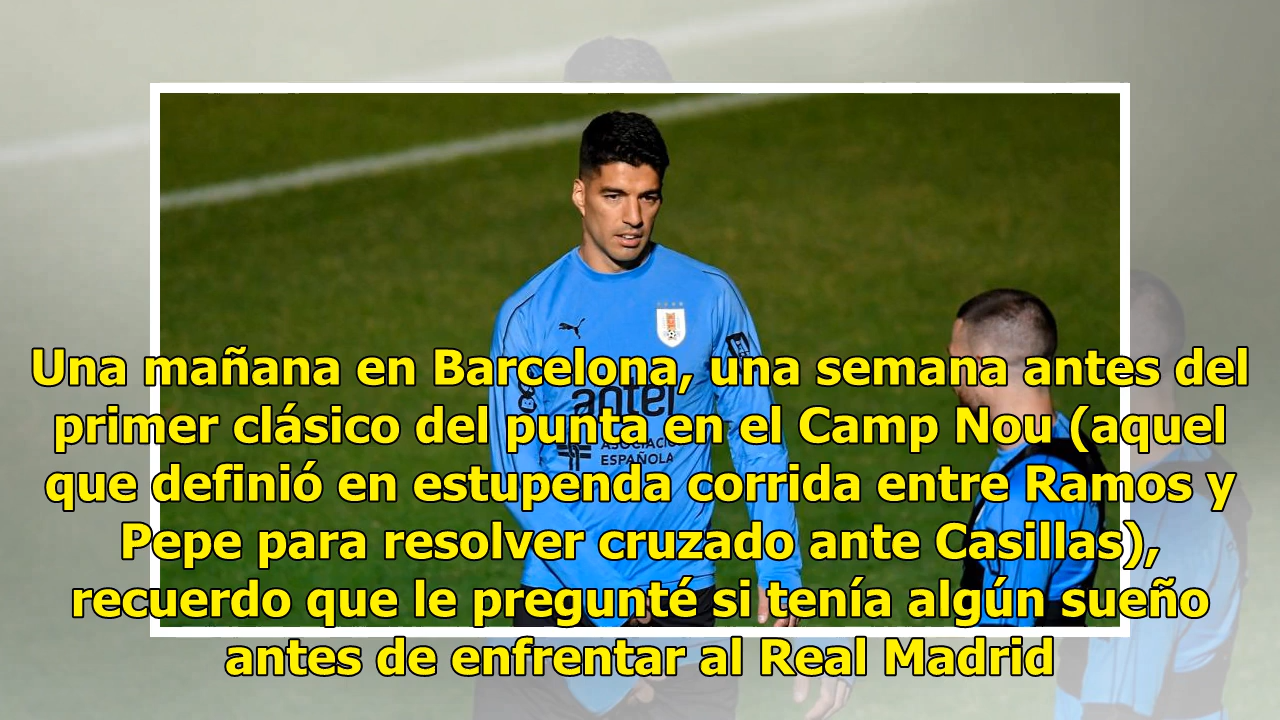 Una mañana en Barcelona, una semana antes del
primer clásico del punta en el Camp Nou (aquel
que definió en estupenda corrida entre Ramos y
Pepe para resolver cruzado ante Casillas),
recuerdo que le pregunté si tenía algún sueño
antes de enfrentar al Real Madrid
antel
ESPAÑOLA